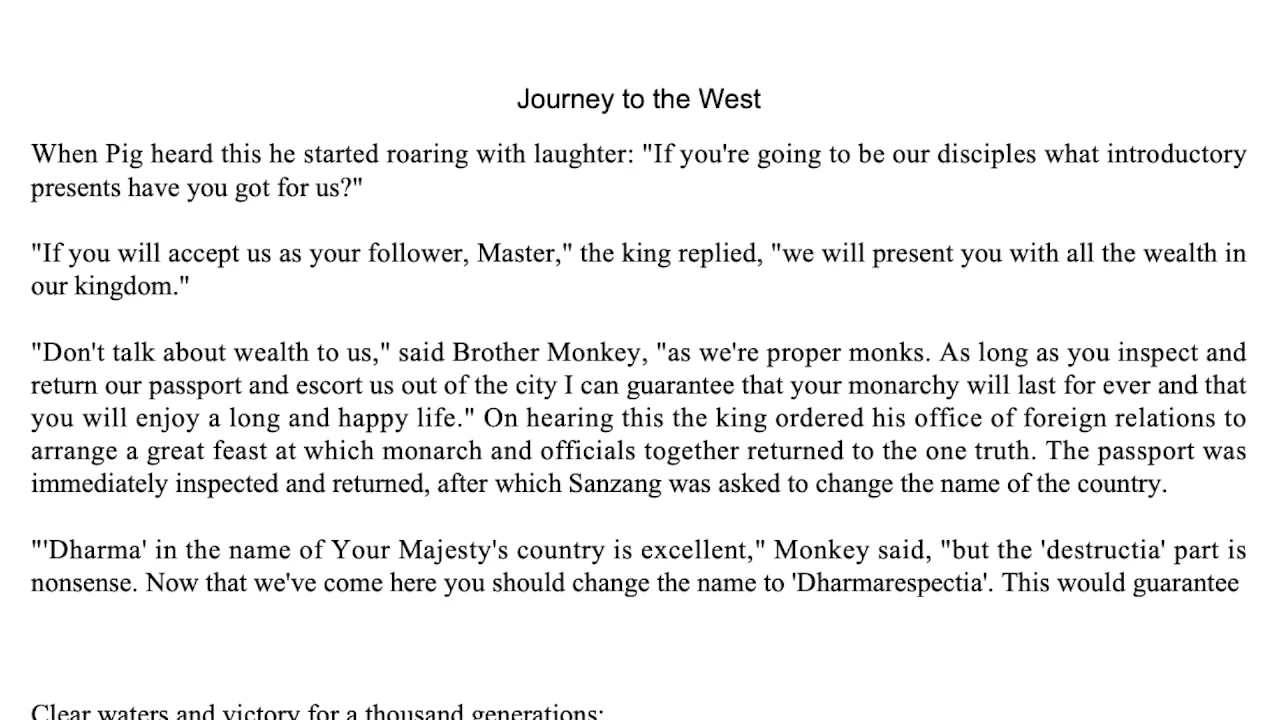 Journey to the West
When Pig heard this he started roaring with laughter: "If you're going to be our disciples what introductory
presents have you got for us?"
"If you will accept us as your follower, Master," the king replied, "we will present you with all the wealth in
our kingdom."
"Don't talk about wealth to us," said Brother Monkey, "as we're proper monks. As long as you inspect and
return our passport and escort us out of the city I can guarantee that your monarchy will last for ever and that
you will enjoy a long and happy life." On hearing this the king ordered his office of foreign relations to
arrange a great feast at which monarch and officials together returned to the one truth. The passport was
immediately inspected and returned, after which Sanzang was asked to change the name of the country.
"'Dharma' in the name of Your Majesty's country is excellent," Monkey said, "but the 'destructia' part is
nonsense. Now that we've come here you should change the name to 'Dharmarespectia'. This would guarantee
Clear waters and victory for a thousand generations;